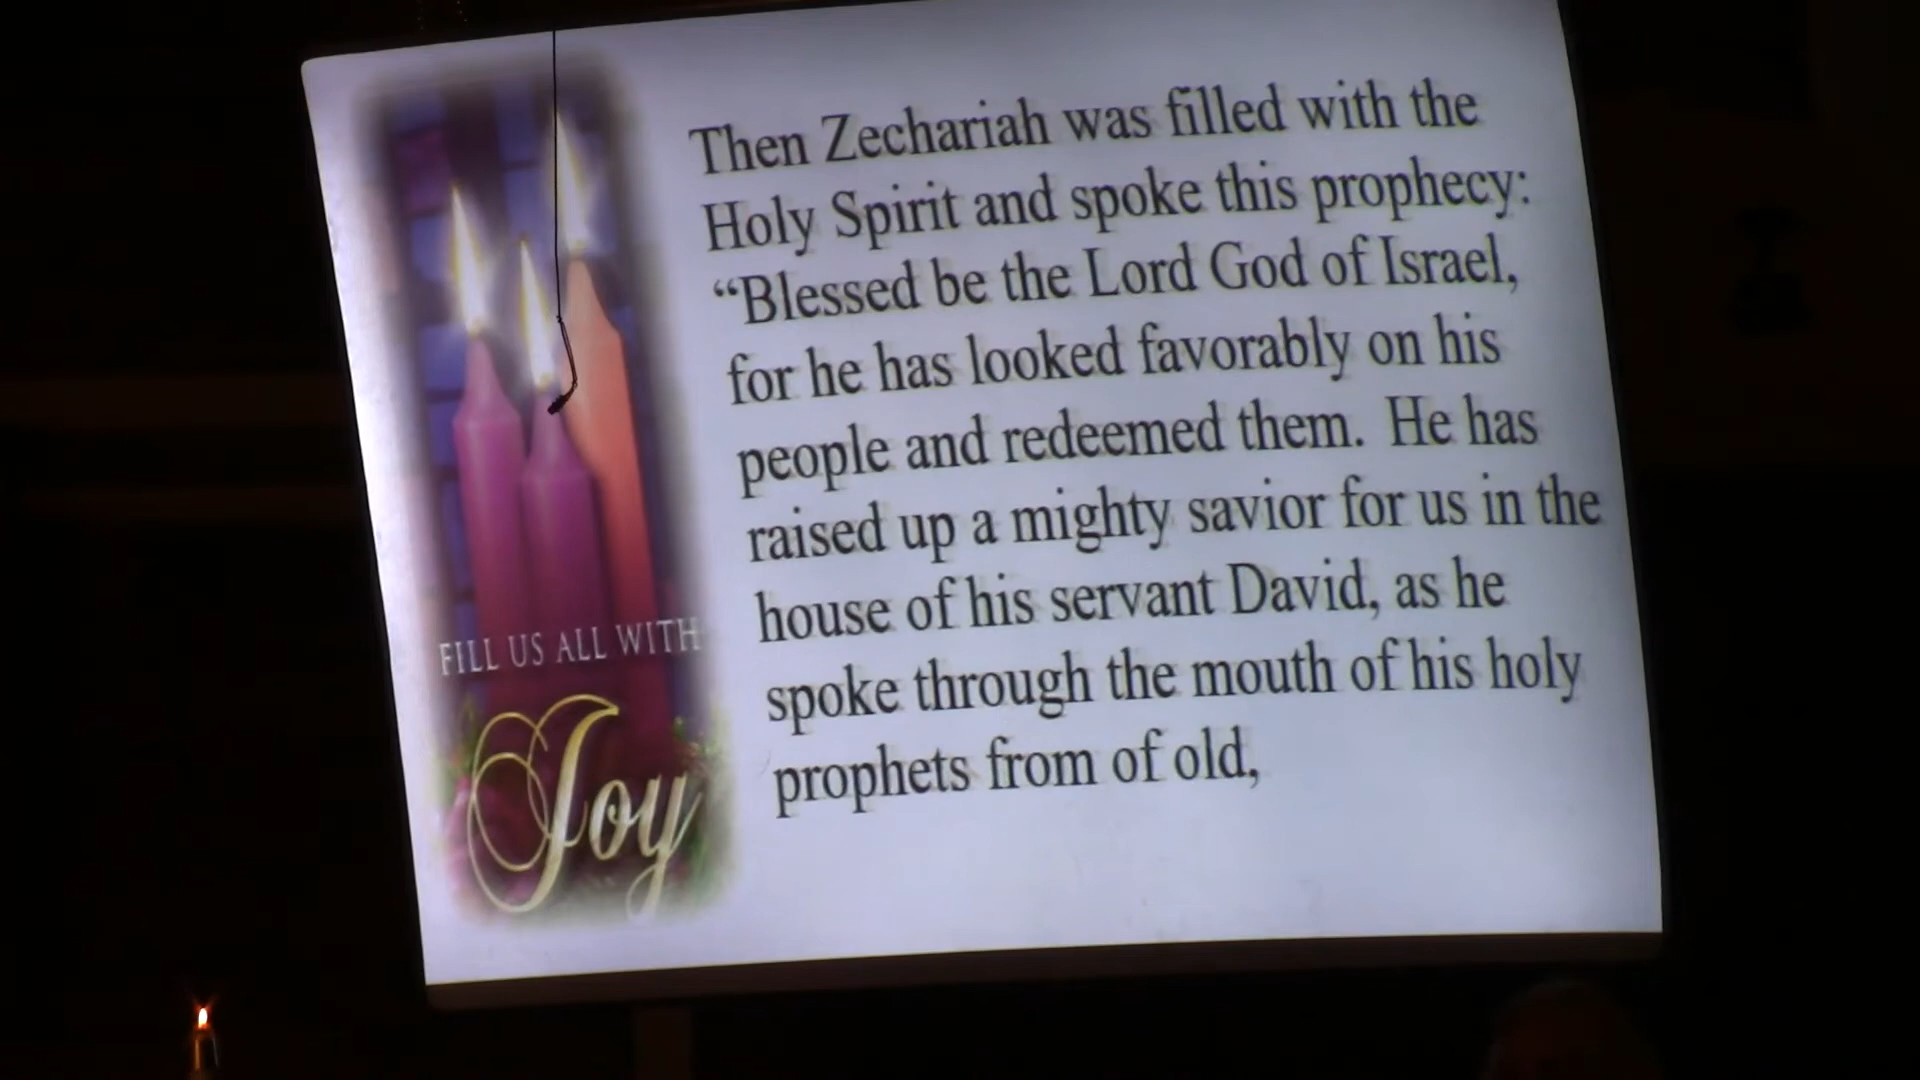 Then Zechariah was filled with the
Holy Spirit and spoke this prophecy:
“Blessed be the Lord God of Israel,
for he has looked favorably on his
people and redeemed them. He has
raised up a mighty savior for us in the
house of his servant David, as he
spoke through the mouth of his holy
prophets from of old,
FILL US ALL WITH
Joy